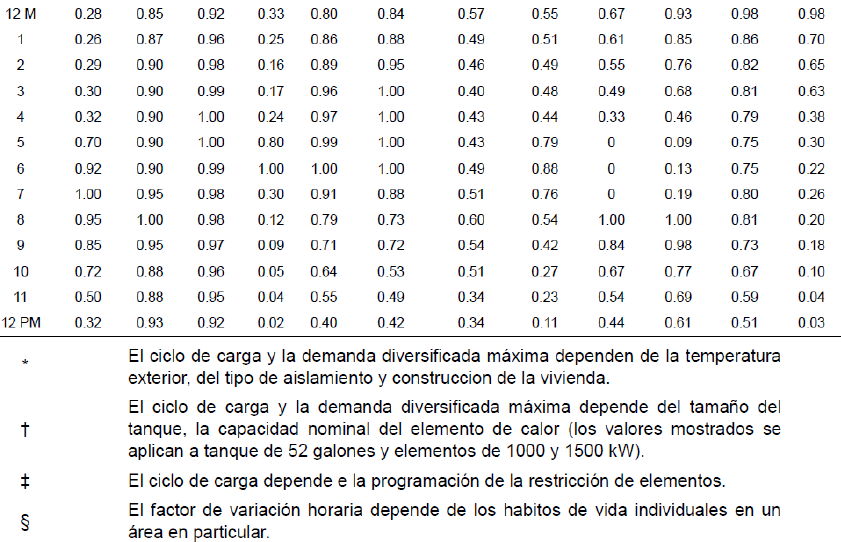 12 M 0.28 0.85 0.92 0.33 0.80 0.84 0.57 0.55 0.67 0.93 0.98 0.98
1 0.26 0.87 0.96 0.25 0.86 0.88 0.49 0.51 0.61 0.85 0.86 0.70
2 0.29 0.90 0.98 0.16 0.89 0.95 0.46 0.49 0.55 0.76 0.82 0.65
3 0.30 0.90 0.99 0.17 0.96 1.00 0.40 0.48 0.49 0.68 0.81 0.63
4 0.32 0.90 1.00 0.24 0.97 1.00 0.43 0.44 0.33 0.46 0.79 0.38
5 0.70 0.90 1.00 0.80 0.99 1.00 0.43 0.79 0 0.09 0.75 0.30
6 0.92 0.90 0.99 1.00 1.00 1.00 0.49 0.88 0 0.13 0.75 0.22
7 1.00 0.95 0.98 0.30 0.91 0.88 0.51 0.76 0 0.19 0.80 0.26
8 0.95 1.00 0.98 0.12 0.79 0.73 0.60 0.54 1.00 1.00 0.81 0.20
9 0.85 0.95 0.97 0.09 0.71 0.72 0.54 0.42 0.84 0.98 0.73 0.18
10 0.72 0.88 0.96 0.05 0.64 0.53 0.51 0.27 0.67 0.77 0.67 0.10
11 0.50 0.88 0.95 0.04 0.55 0.49 0.34 0.23 0.54 0.69 0.59 0.04
12 PM 0.32 0.93 0.92 0.02 0.40 0.42 0.34 0.11 0.44 0.61 0.51 0.03
* El ciclo de carga y la demanda diversificada máxima dependen de la temperatura
exterior, del tipo de aislamiento y construccion de la vivienda.
El ciclo de carga y la demanda diversificada máxima depende del tamaño del
† tanque, la capacidad nominal del elemento de calor (los valores mostrados se
aplican a tanque de 52 galones y elementos de 1000 y 1500 kW).
‡ El ciclo de carga depende e la programación de la restricción de elementos.
§ El factor de variación horaria depende de los habitos de vida individuales en un
área en particular.